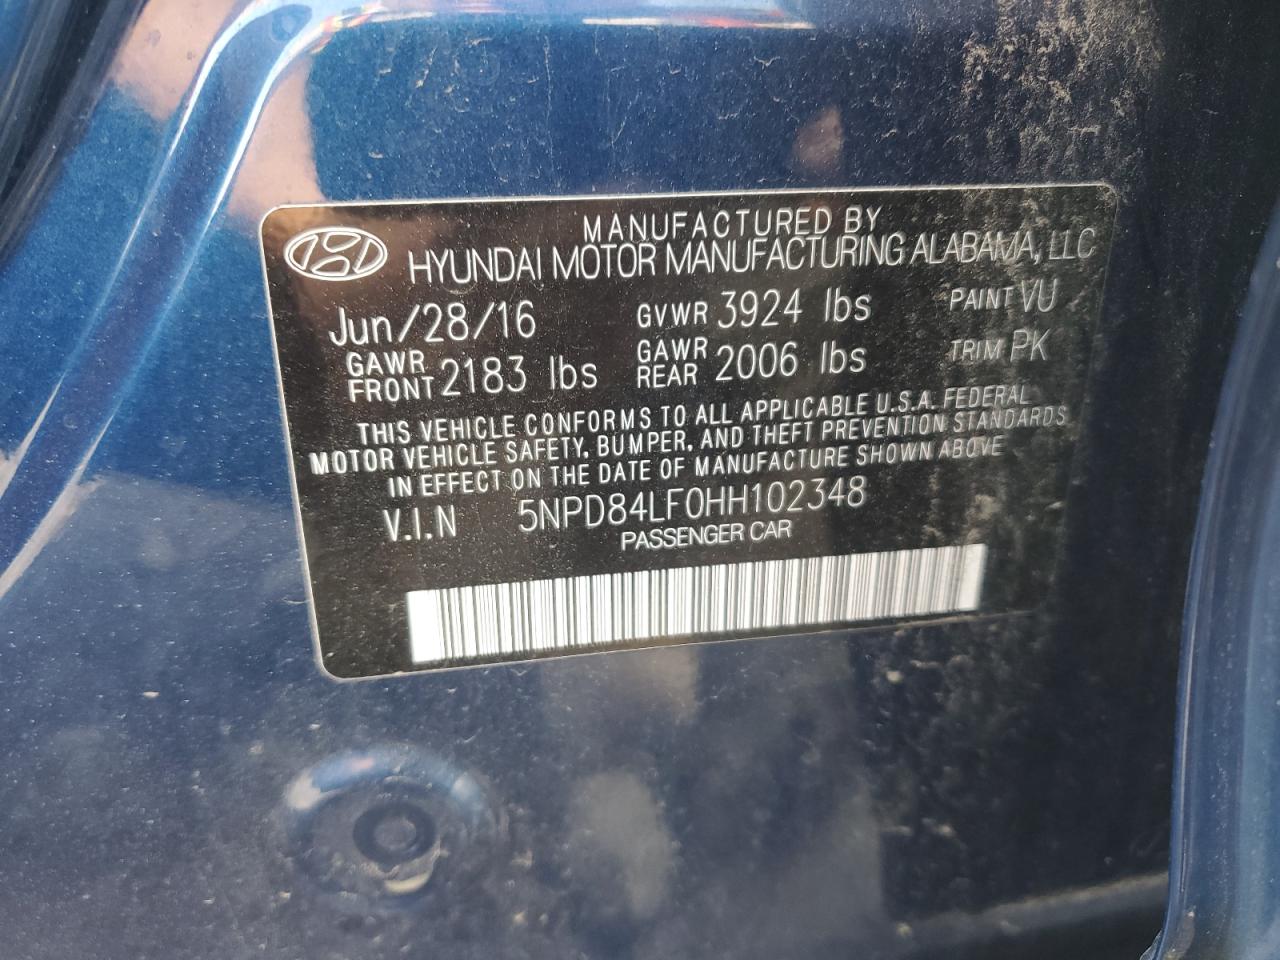 MANUFACTURED BY
HYUNDAI MOTOR MANUFACTURING ALABAMA, LLC
Jun/28/16 GVWR 3924 lbs PAINT VU
GAWR FRONT 2183 lbs GAWR REAR 2006 lbs TRIM PK
THIS VEHICLE CONFORMS TO ALL APPLICABLE U.S.A. FEDERAL
MOTOR VEHICLE SAFETY, BUMPER, AND THEFT PREVENTION STANDARDS
IN EFFECT ON THE DATE OF MANUFACTURE SHOWN ABOVE
V.I.N 5NPD84LF0HH102348
PASSENGER CAR